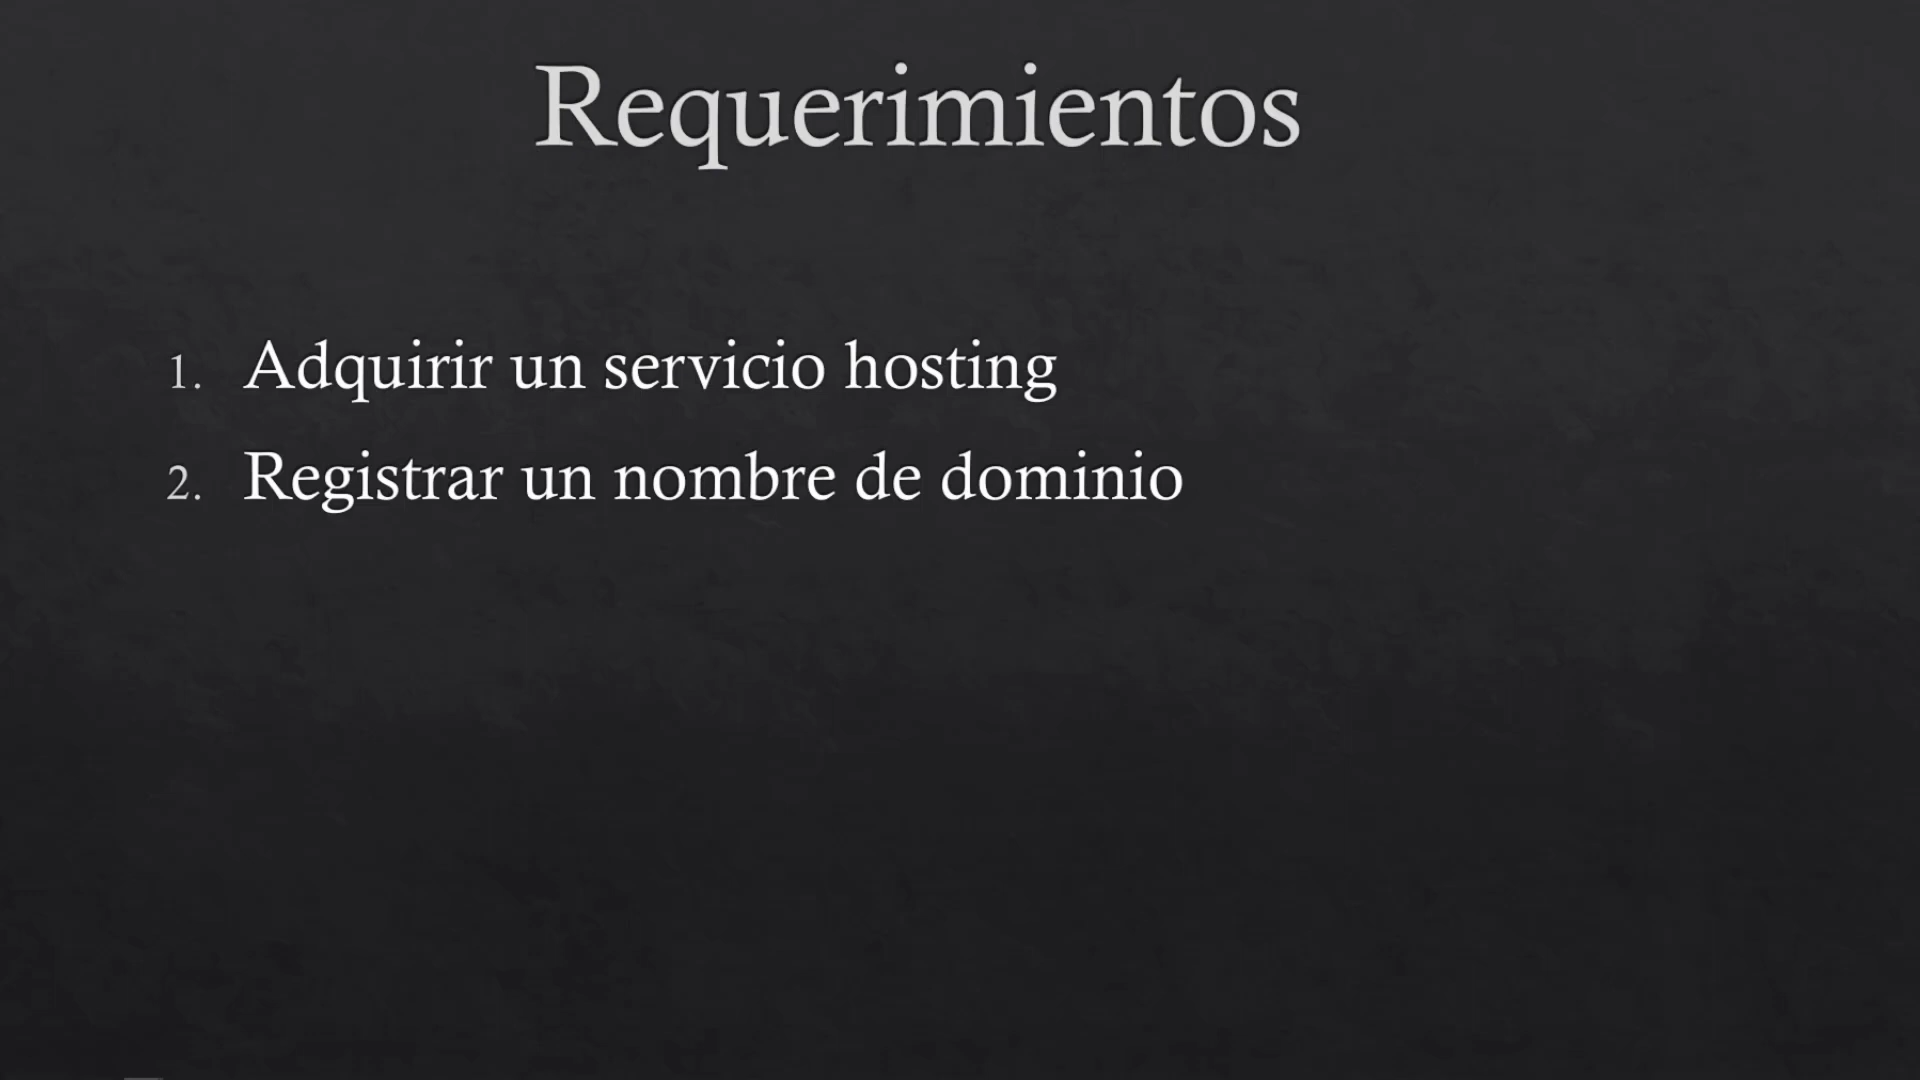 Requerimientos
1. Adquirir un servicio hosting
2. Registrar un nombre de dominio